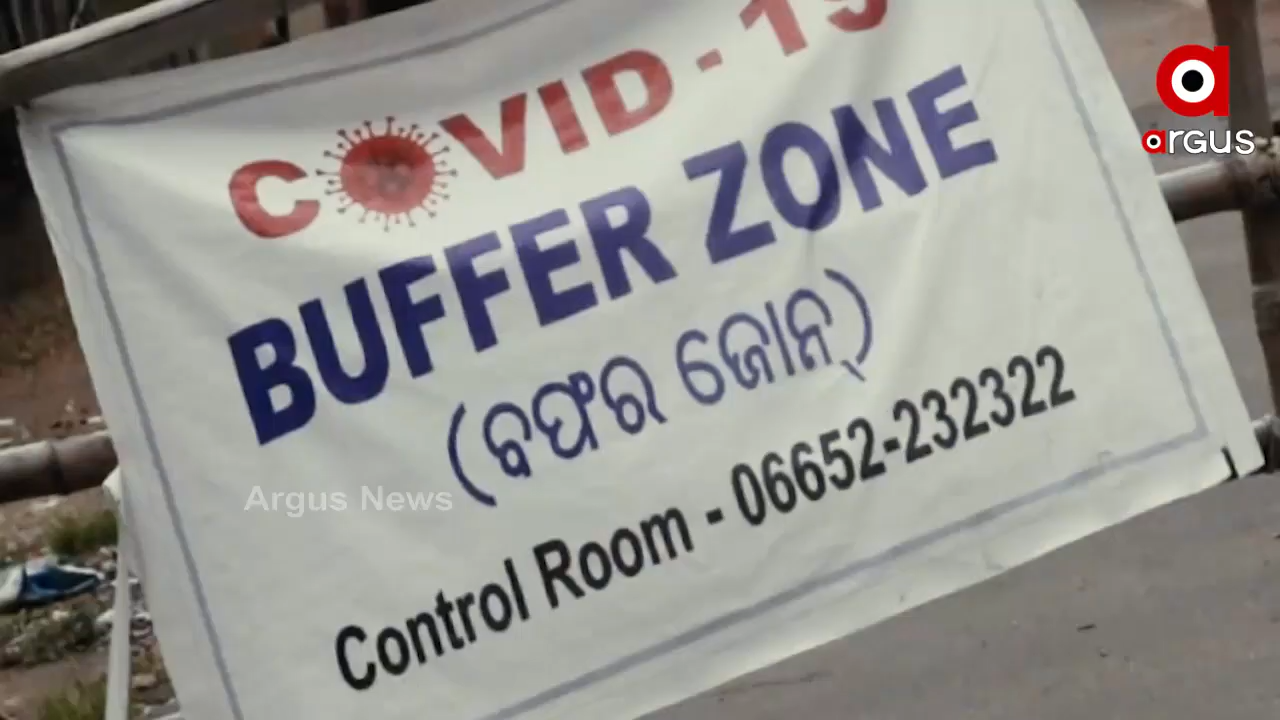 COVID-19
BUFFER ZONE
(ବଫର ଜୋନ୍)
Control Room - 06652-232322
Argus News
argus